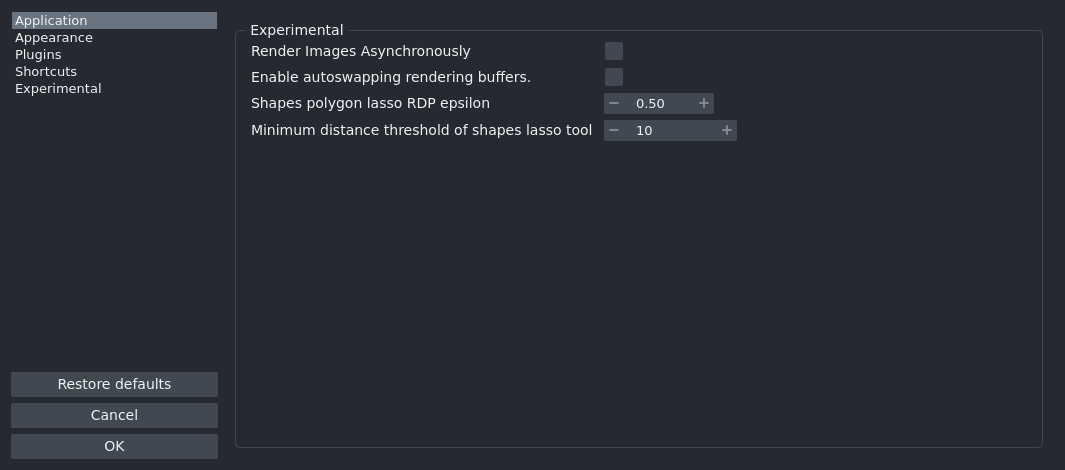 Application
Appearance
Plugins
Shortcuts
Experimental
Restore defaults
Cancel
OK
Experimental
Render Images Asynchronously
Enable autoswapping rendering buffers.
Shapes polygon lasso RDP epsilon
− 0.50 +
Minimum distance threshold of shapes lasso tool
− 10 +